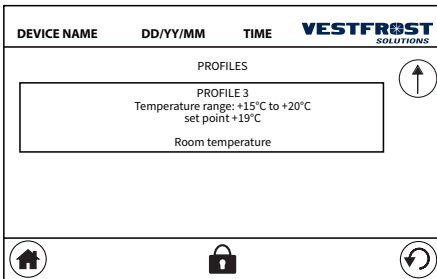 DEVICE NAME DD/YY/MM TIME VESTFROST
SOLUTIONS
PROFILES
PROFILE 3
Temperature range: +15°C to +20°C
set point +19°C
Room temperature